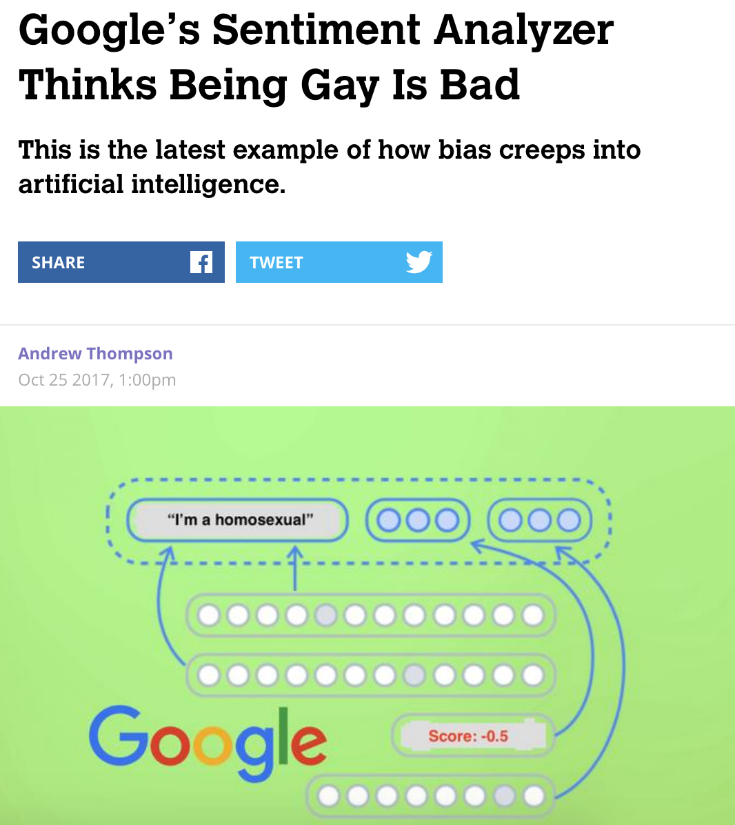 Google’s Sentiment Analyzer
Thinks Being Gay Is Bad
This is the latest example of how bias creeps into
artificial intelligence.
SHARE
TWEET
Andrew Thompson
Oct 25 2017, 1:00pm
“I’m a homosexual”
Google
Score: -0.5